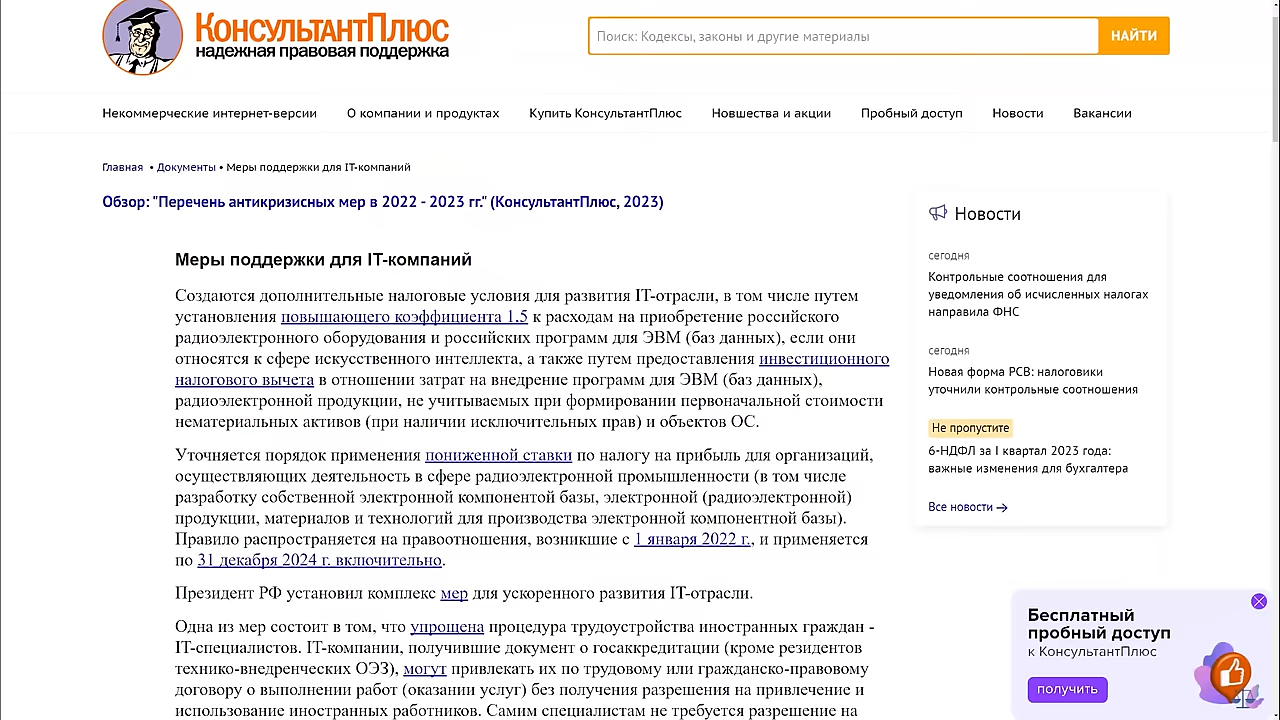 КонсультантПлюс
надежная правовая поддержка
Поиск: Кодексы, законы и другие материалы
НАЙТИ
Некоммерческие интернет-версии
О компании и продуктах
Купить КонсультантПлюс
Новшества и акции
Пробный доступ
Новости
Вакансии
Главная • Документы • Меры поддержки для IT-компаний
Обзор: "Перечень антикризисных мер в 2022 - 2023 гг." (КонсультантПлюс, 2023)
Меры поддержки для IT-компаний
Создаются дополнительные налоговые условия для развития IT-отрасли, в том числе путем
установления повышающего коэффициента 1.5 к расходам на приобретение российского
радиоэлектронного оборудования и российских программ для ЭВМ (баз данных), если они
относятся к сфере искусственного интеллекта, а также путем предоставления инвестиционного
налогового вычета в отношении затрат на внедрение программ для ЭВМ (баз данных),
радиоэлектронной продукции, не учитываемых при формировании первоначальной стоимости
нематериальных активов (при наличии исключительных прав) и объектов ОС.
Уточняется порядок применения пониженной ставки по налогу на прибыль для организаций,
осуществляющих деятельность в сфере радиоэлектронной промышленности (в том числе
разработку собственной электронной компонентой базы, электронной (радиоэлектронной)
продукции, материалов и технологий для производства электронной компонентной базы).
Правило распространяется на правоотношения, возникшие с 1 января 2022 г., и применяется
по 31 декабря 2024 г. включительно.
Президент РФ установил комплекс мер для ускоренного развития IT-отрасли.
Одна из мер состоит в том, что упрощена процедура трудоустройства иностранных граждан -
IT-специалистов. IT-компании, получившие документ о госаккредитации (кроме резидентов
технико-внедренческих ОЭЗ), могут привлекать их по трудовому или гражданско-правовому
договору о выполнении работ (оказании услуг) без получения разрешения на привлечение и
использование иностранных работников. Самим специалистам не требуется разрешение на
Новости
сегодня
Контрольные соотношения для
уведомления об исчисленных налогах
направила ФНС
сегодня
Новая форма РСВ: налоговики
уточнили контрольные соотношения
Не пропустите
6-НДФЛ за I квартал 2023 года:
важные изменения для бухгалтера
Все новости
Бесплатный
пробный доступ
к КонсультантПлюс
получить